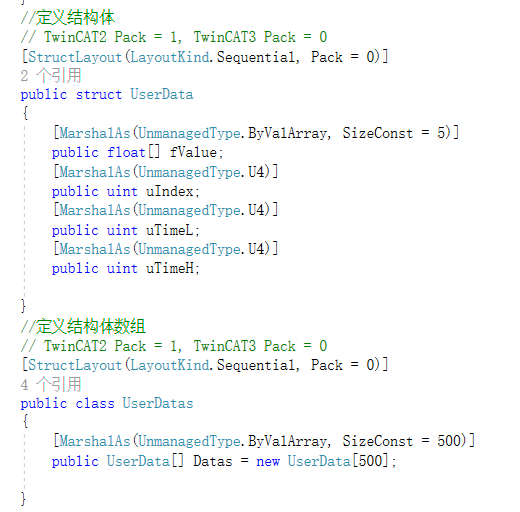 }
//定义结构体
// TwinCAT2 Pack = 1, TwinCAT3 Pack = 0
[StructLayout(LayoutKind.Sequential, Pack = 0)]
2 个引用
public struct UserData
{
[MarshalAs(UnmanagedType.ByValArray, SizeConst = 5)]
public float[] fValue;
[MarshalAs(UnmanagedType.U4)]
public uint uIndex;
[MarshalAs(UnmanagedType.U4)]
public uint uTimeL;
[MarshalAs(UnmanagedType.U4)]
public uint uTimeH;
}
//定义结构体数组
// TwinCAT2 Pack = 1, TwinCAT3 Pack = 0
[StructLayout(LayoutKind.Sequential, Pack = 0)]
4 个引用
public class UserDatas
{
[MarshalAs(UnmanagedType.ByValArray, SizeConst = 500)]
public UserData[] Datas = new UserData[500];
}